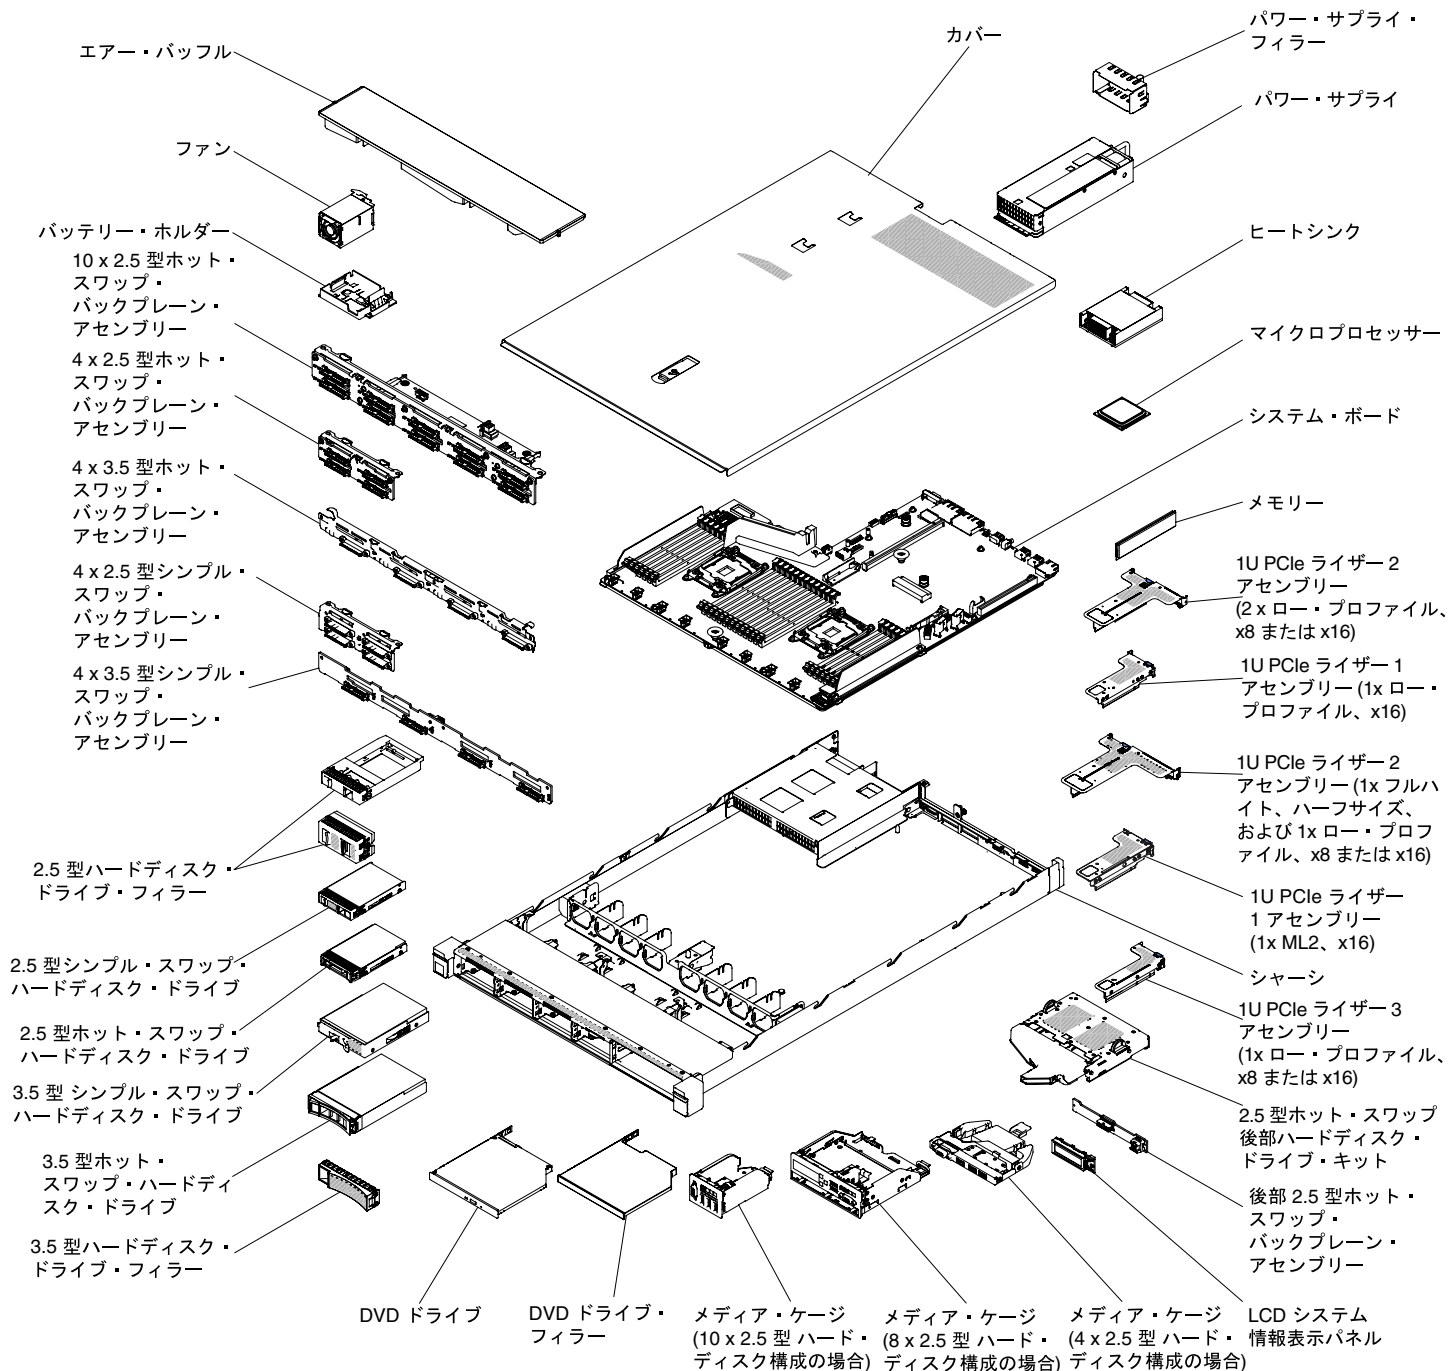 エアー・バッフル
ファン
バッテリー・ホルダー
10 x 2.5 型ホット・
スワップ・
バックプレーン・
アセンブリー
4 x 2.5 型ホット・
スワップ・
バックプレーン・
アセンブリー
4 x 3.5 型ホット・
スワップ・
バックプレーン・
アセンブリー
4 x 2.5 型シンプル・
スワップ・
バックプレーン・
アセンブリー
4 x 3.5 型シンプル・
スワップ・
バックプレーン・
アセンブリー
2.5 型ハードディスク・
ドライブ・フィラー
2.5 型シンプル・スワップ・
ハードディスク・ドライブ
2.5 型ホット・スワップ・
ハードディスク・ドライブ
3.5 型 シンプル・スワップ・
ハードディスク・ドライブ
3.5 型ホット・
スワップ・ハードディ
スク・ドライブ
3.5 型ハードディスク・
ドライブ・フィラー
カバー
パワー・サプライ・
フィラー
パワー・サプライ
ヒートシンク
マイクロプロセッサー
システム・ボード
メモリー
1U PCIe ライザー 2
アセンブリー
(2 x ロー・プロファイル、
x8 または x16)
1U PCIe ライザー 1
アセンブリー (1x ロー・
プロファイル、x16)
1U PCIe ライザー 2
アセンブリー (1x フルハ
イト、ハーフサイズ、
および 1x ロー・プロフ
ァイル、x8 または x16)
1U PCIe ライザー
1 アセンブリー
(1x ML2、x16)
シャーシ
1U PCIe ライザー 3
アセンブリー
(1x ロー・プロファイル、
x8 または x16)
2.5 型ホット・スワップ
後部ハードディスク・
ドライブ・キット
後部 2.5 型ホット・
スワップ・
バックプレーン・
アセンブリー
DVD ドライブ
DVD ドライブ・
フィラー
メディア・ケージ
(10 x 2.5 型 ハード・
ディスク構成の場合)
メディア・ケージ
(8 x 2.5 型 ハード・
ディスク構成の場合)
メディア・ケージ
(4 x 2.5 型 ハード・
ディスク構成の場合)
LCD システム
情報表示パネル